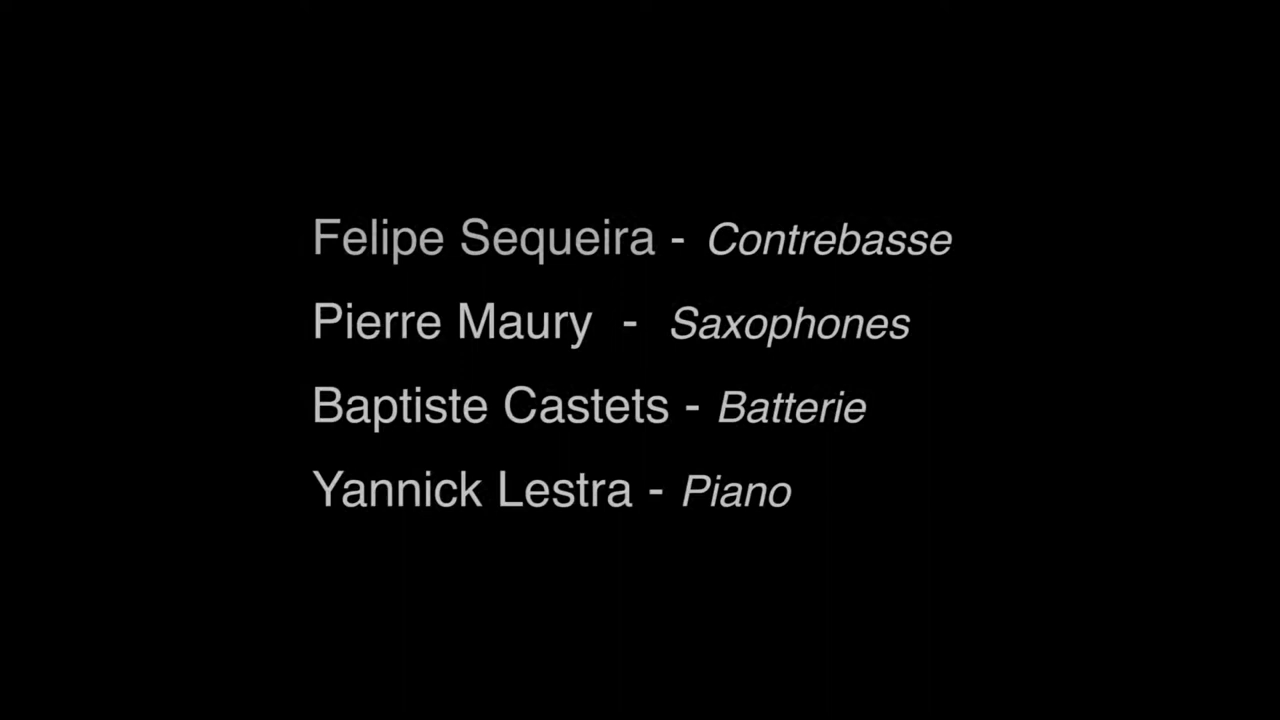 Felipe Sequeira - Contrebasse
Pierre Maury - Saxophones
Baptiste Castets - Batterie
Yannick Lestra - Piano